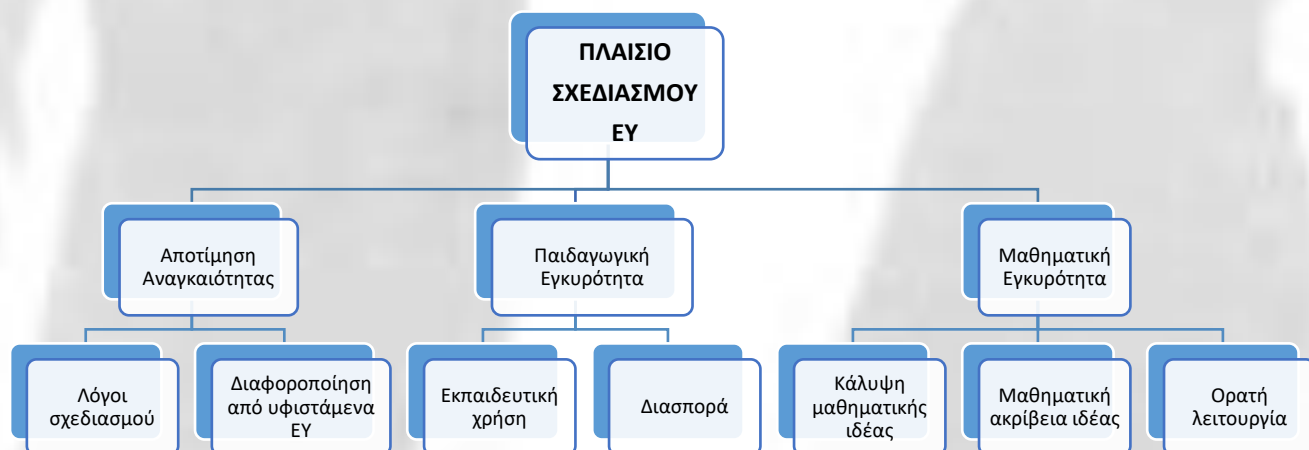 ΠΛΑΙΣΙΟ
ΣΧΕΔΙΑΣΜΟΥ
ΕΥ
Αποτίμηση
Αναγκαιότητας
Παιδαγωγική
Εγκυρότητα
Μαθηματική
Εγκυρότητα
Λόγοι
σχεδιασμού
Διαφοροποίηση
από υφιστάμενα
ΕΥ
Εκπαιδευτική
χρήση
Διασπορά
Κάλυψη
μαθηματικής
ιδέας
Μαθηματική
ακρίβεια ιδέας
Ορατή
λειτουργία